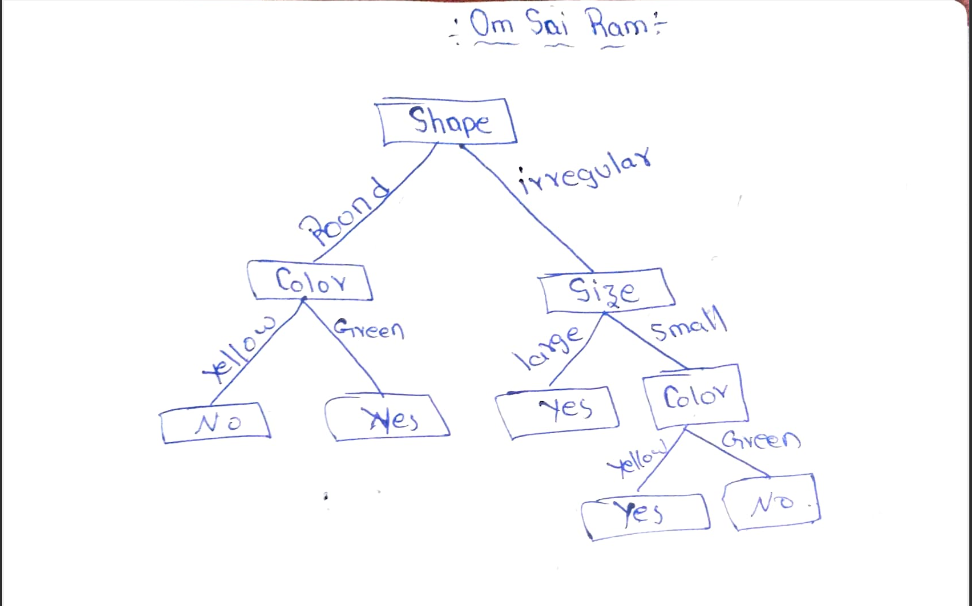 Om Sai Ram
Shape
Round
irregular
Color
Size
Yellow
Green
large
Small
No
Yes
Yes
Color
Yellow
Green
Yes
No.